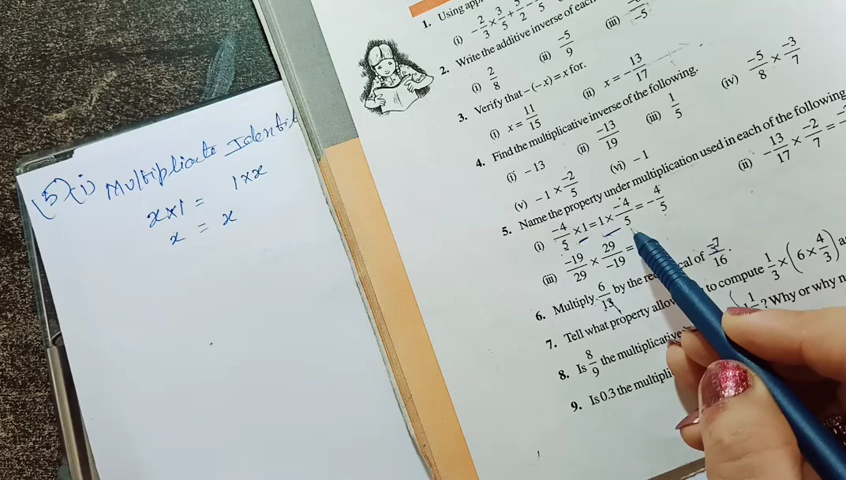 (5) (i) Multiplicate Identi
x×1 = 1×x
x = x
1. Using app
(i) -2/3 × 3/5 + 5/2
2. Write the additive inverse of each
(i) 2/8 (ii) -5/9 (iii)
3. Verify that –(–x) = x for.
(i) x = 11/15 (ii) x = -13/17
4. Find the multiplicative inverse of the following.
(i) –13 (ii) -13/19 (iii) 1/5 (iv) -5/8 × -3/7
(v) –1 × -2/5 (vi) –1
5. Name the property under multiplication used in each of the following
(i) -4/5 × 1 = 1 × -4/5 = -4/5 (ii) -13/17 × -2/7 =
(iii) -19/29 × 29/-19 =
6. Multiply 6/13 by the reciprocal of -7/16.
7. Tell what property allow to compute 1/3 × (6 × 4/3)
8. Is 8/9 the multiplicative ? Why or why n
9. Is 0.3 the multipli